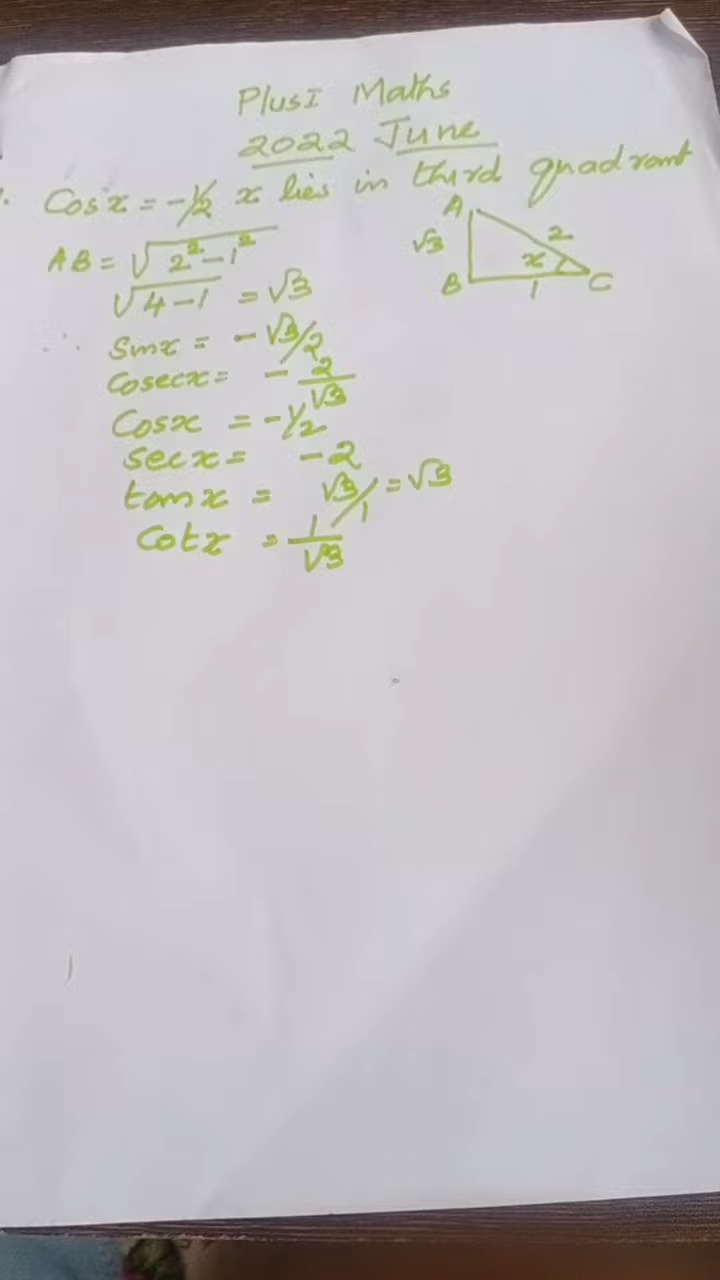 Plus I Maths
2022 June
Cos x = -1/2 x lies in third quadrant
A
√3
2
x
B
1
C
AB = √2² - 1²
√4 - 1 = √3
∴ Sin x = - √3/2
Cosec x = - 2/√3
Cos x = - 1/2
Sec x = - 2
tan x = √3/1 = √3
Cot x = 1/√3